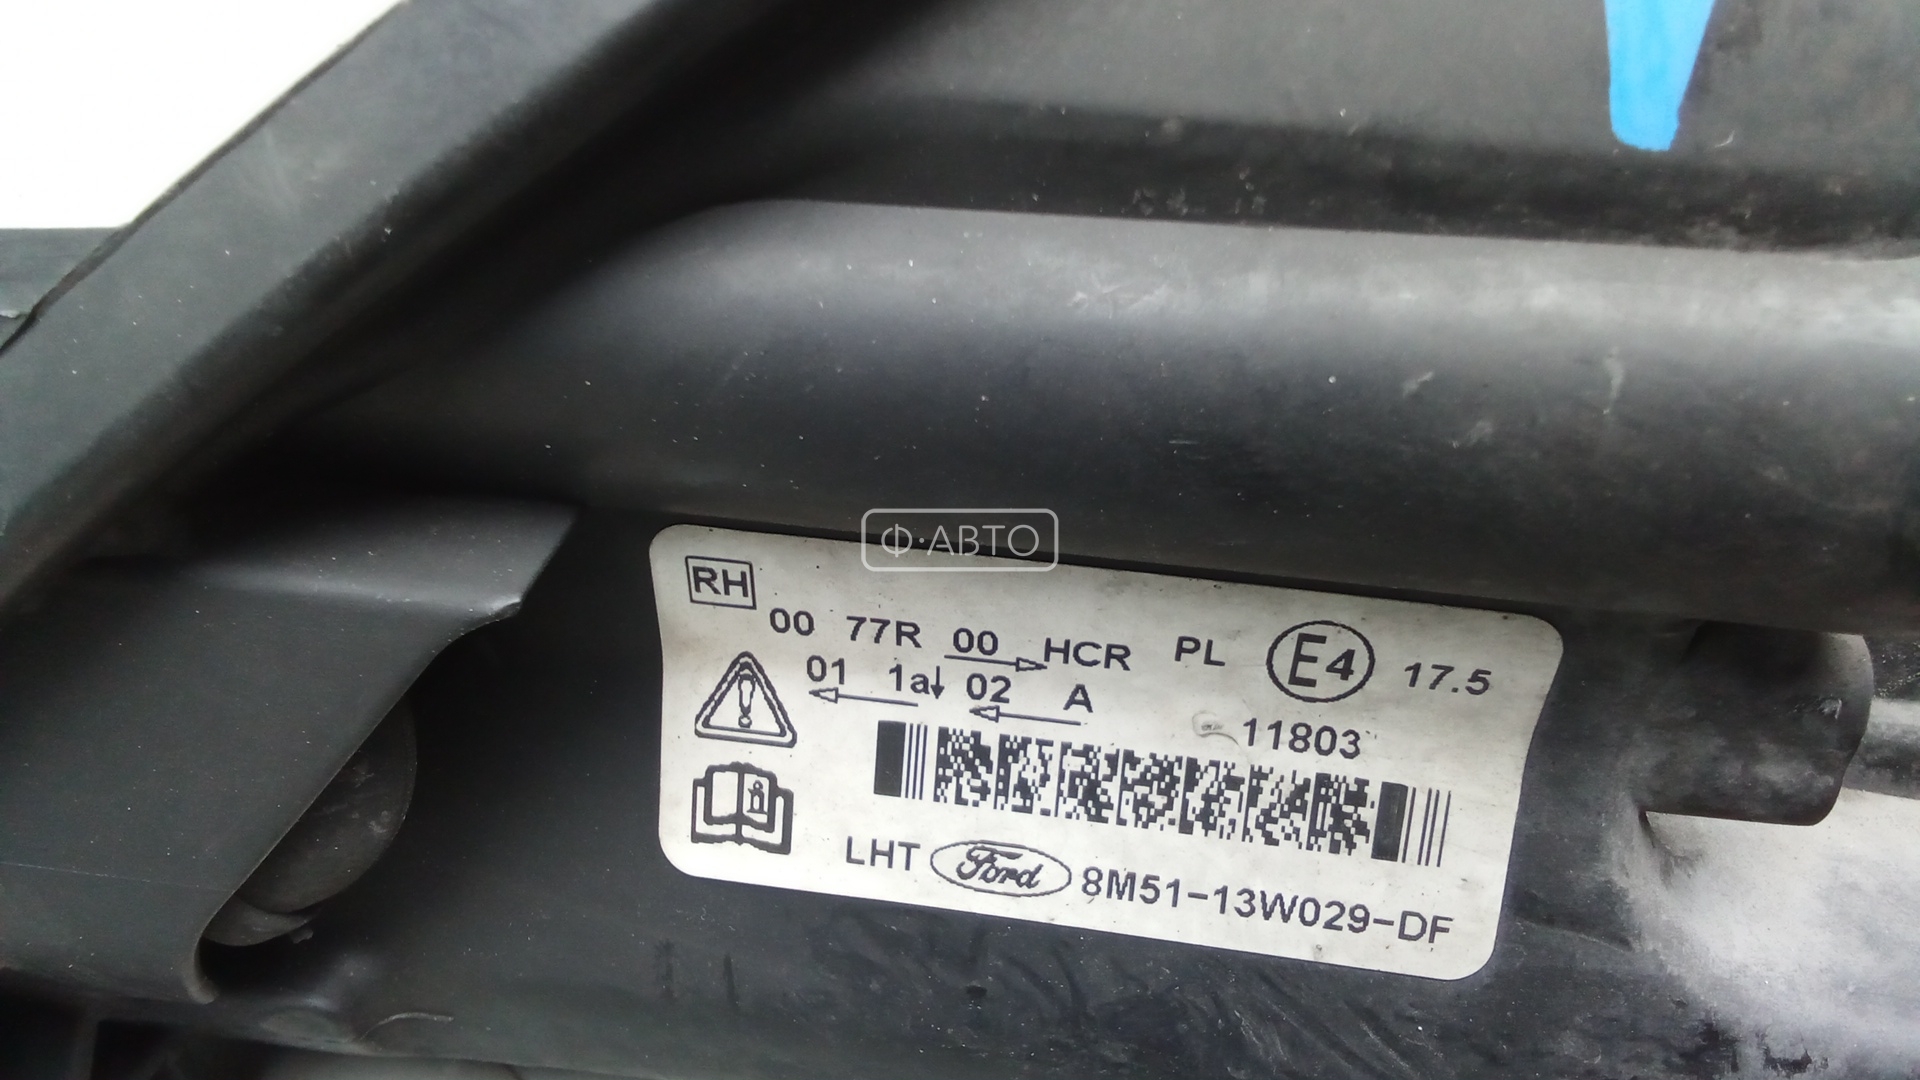 Ф·АВТО
RH
00 77R 00 HCR PL E4 17.5
01 1a 02 A
11803
LHT Ford 8M51-13W029-DF